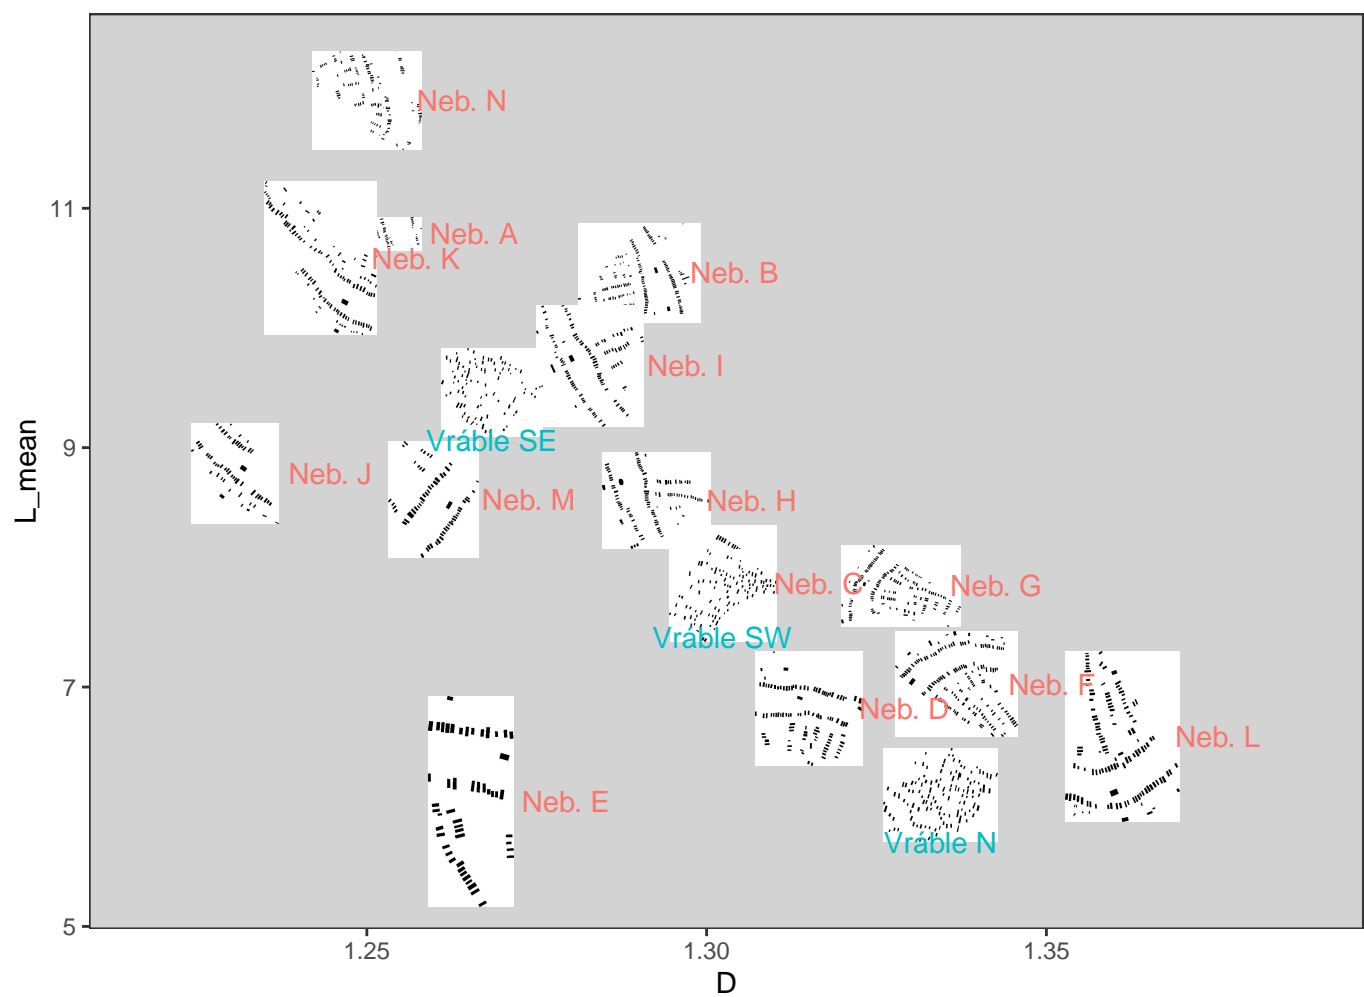 Neb. N
11
Neb. A
Neb. K
Neb. B
Neb. I
9
Vráble SE
Neb. J
Neb. M
Neb. H
Neb. C
Neb. G
Vráble SW
7
Neb. F
Neb. D
Neb. L
Neb. E
Vráble N
5
1.25
1.30
1.35
D
L_mean